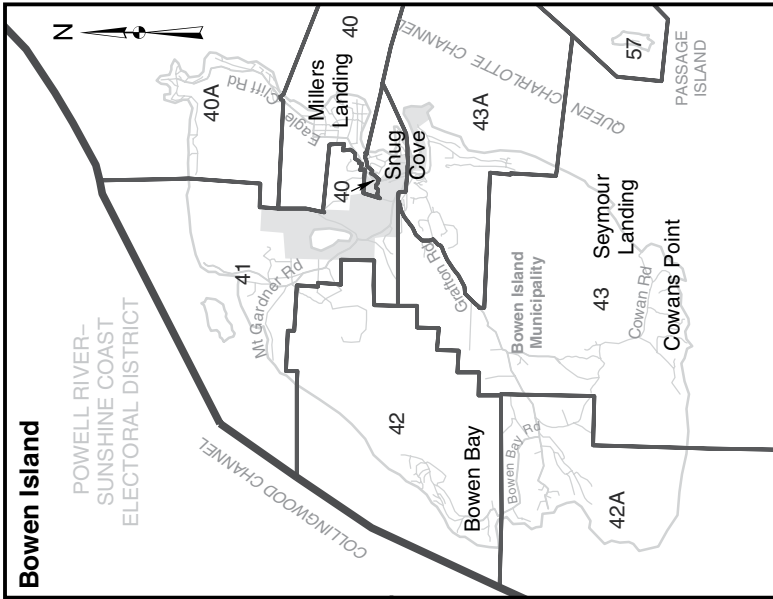 Bowen Island
POWELL RIVER–
SUNSHINE COAST
ELECTORAL DISTRICT
N
COLLINGWOOD CHANNEL
QUEEN CHARLOTTE CHANNEL
40A
40
Eagle Cliff Rd
Millers
Landing
40
Snug
Cove
43A
57
PASSAGE
ISLAND
41
Mt Gardner Rd
Grafton Rd
42
Bowen Island
Municipality
Seymour
Landing
43
Cowan Rd
Cowans Point
Bowen Bay
Bowen Bay Rd
42A